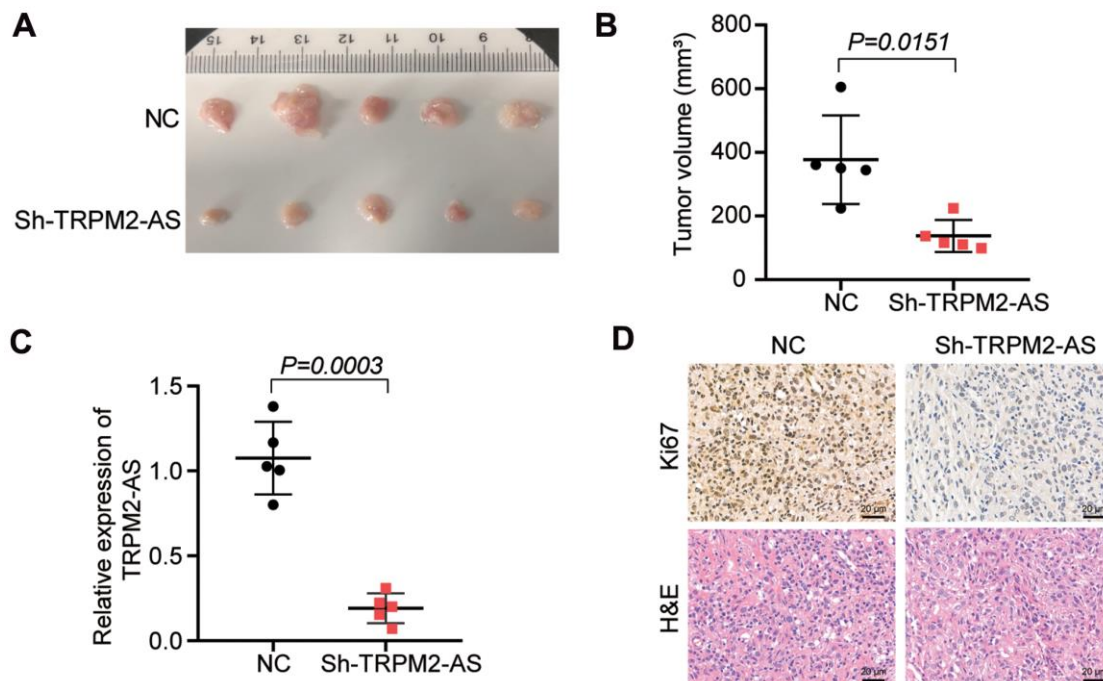 A
15 14 13 12 11 10 9
NC
Sh-TRPM2-AS
B
P=0.0151
Tumor volume (mm³)
800
600
400
200
0
NC Sh-TRPM2-AS
C
P=0.0003
Relative expression of
TRPM2-AS
1.5
1.0
0.5
0.0
NC Sh-TRPM2-AS
D
NC Sh-TRPM2-AS
Ki67
20 μm 20 μm
H&E
20 μm 20 μm